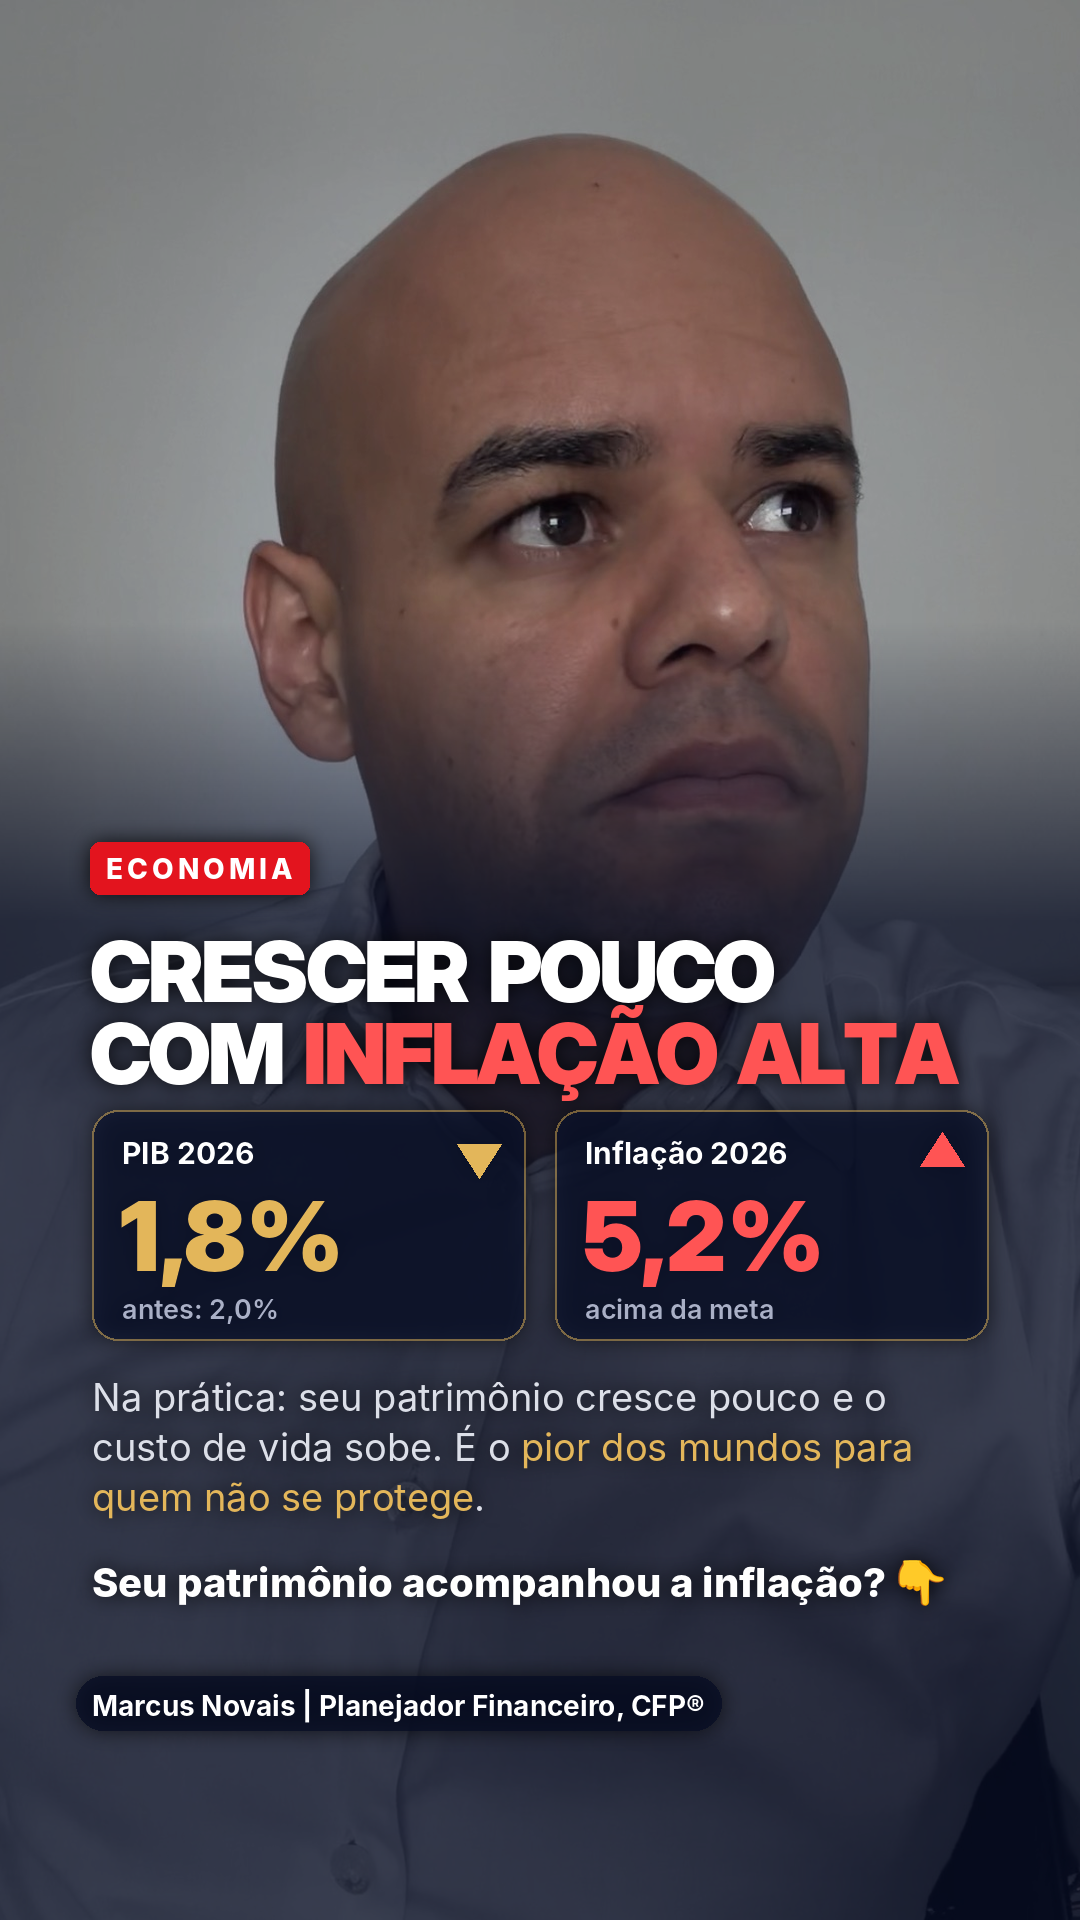 ECONOMIA
CRESCER POUCO
COM INFLAÇÃO ALTA
PIB 2026
1,8%
antes: 2,0%
Inflação 2026
5,2%
acima da meta
Na prática: seu patrimônio cresce pouco e o
custo de vida sobe. É o pior dos mundos para
quem não se protege.
Seu patrimônio acompanhou a inflação? 👇
Marcus Novais | Planejador Financeiro, CFP®